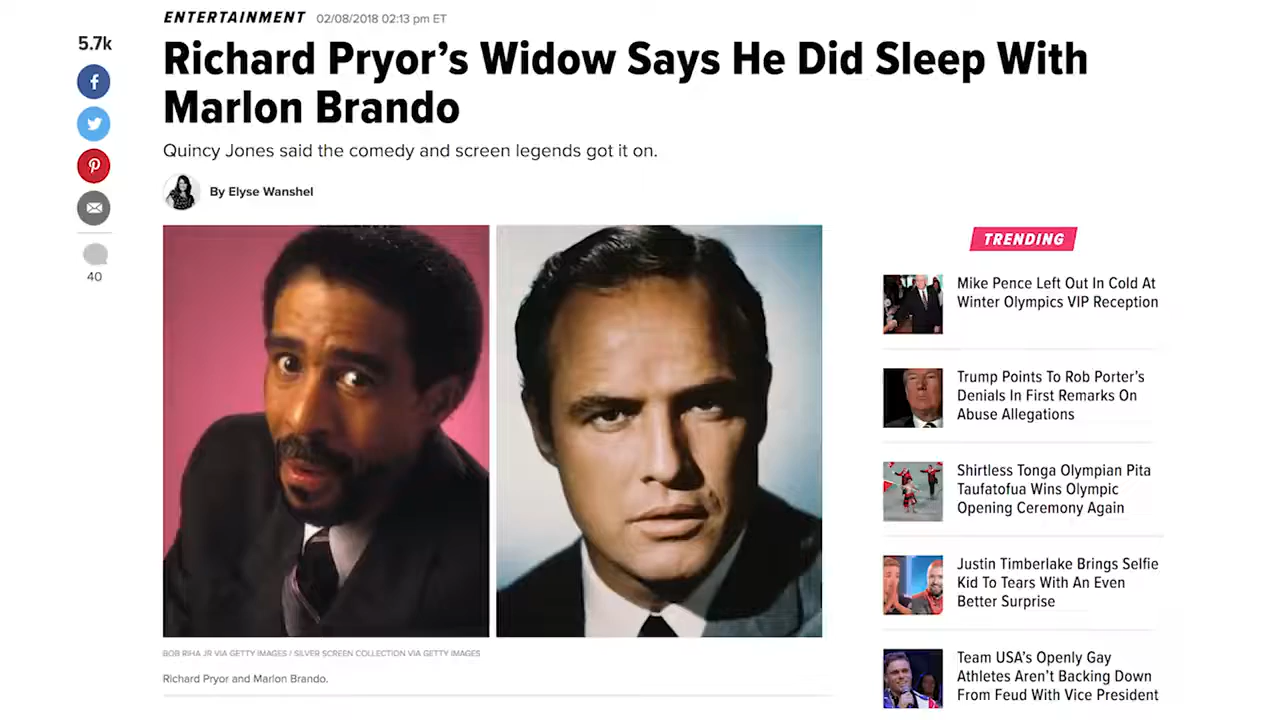 ENTERTAINMENT 02/08/2018 02:13 pm ET
5.7k
Richard Pryor’s Widow Says He Did Sleep With
Marlon Brando
Quincy Jones said the comedy and screen legends got it on.
By Elyse Wanshel
40
BOB RIHA JR VIA GETTY IMAGES / SILVER SCREEN COLLECTION VIA GETTY IMAGES
Richard Pryor and Marlon Brando.
TRENDING
Mike Pence Left Out In Cold At
Winter Olympics VIP Reception
Trump Points To Rob Porter’s
Denials In First Remarks On
Abuse Allegations
Shirtless Tonga Olympian Pita
Taufatofua Wins Olympic
Opening Ceremony Again
Justin Timberlake Brings Selfie
Kid To Tears With An Even
Better Surprise
Team USA’s Openly Gay
Athletes Aren’t Backing Down
From Feud With Vice President